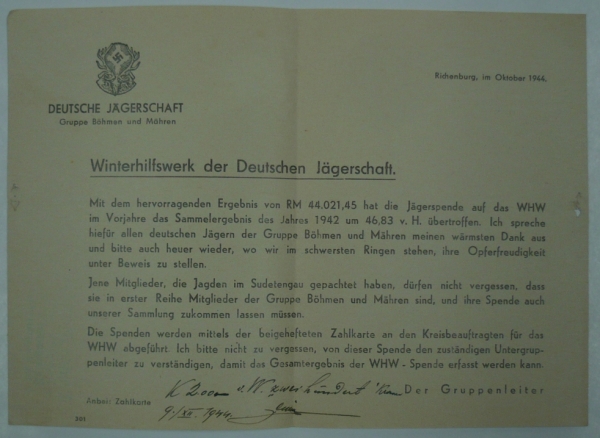 Richenburg, im Oktober 1944.
DEUTSCHE JÄGERSCHAFT
Gruppe Böhmen und Mähren
Winterhilfswerk der Deutschen Jägerschaft.
Mit dem hervorragenden Ergebnis von RM 44.021,45 hat die Jägerspende auf das WHW
im Vorjahre das Sammelergebnis des Jahres 1942 um 46,83 v. H. übertroffen. Ich spreche
hiefür allen deutschen Jägern der Gruppe Böhmen und Mähren meinen wärmsten Dank aus
und bitte auch heuer wieder, wo wir im schwersten Ringen stehen, ihre Opferfreudigkeit
unter Beweis zu stellen.
Jene Mitglieder, die Jagden im Sudetengau gepachtet haben, dürfen nicht vergessen, dass
sie in erster Reihe Mitglieder der Gruppe Böhmen und Mähren sind, und ihre Spende auch
unserer Sammlung zukommen lassen müssen.
Die Spenden werden mittels der beigehefteten Zahlkarte an den Kreisbeauftragten für das
WHW abgeführt. Ich bitte nicht zu vergessen, von dieser Spende den zuständigen Untergrup-
penleiter zu verständigen, damit das Gesamtergebnis der WHW - Spende erfasst werden kann.
K 200 zweihundert Der Gruppenleiter
Anbei: Zahlkarte
9/XII. 1944